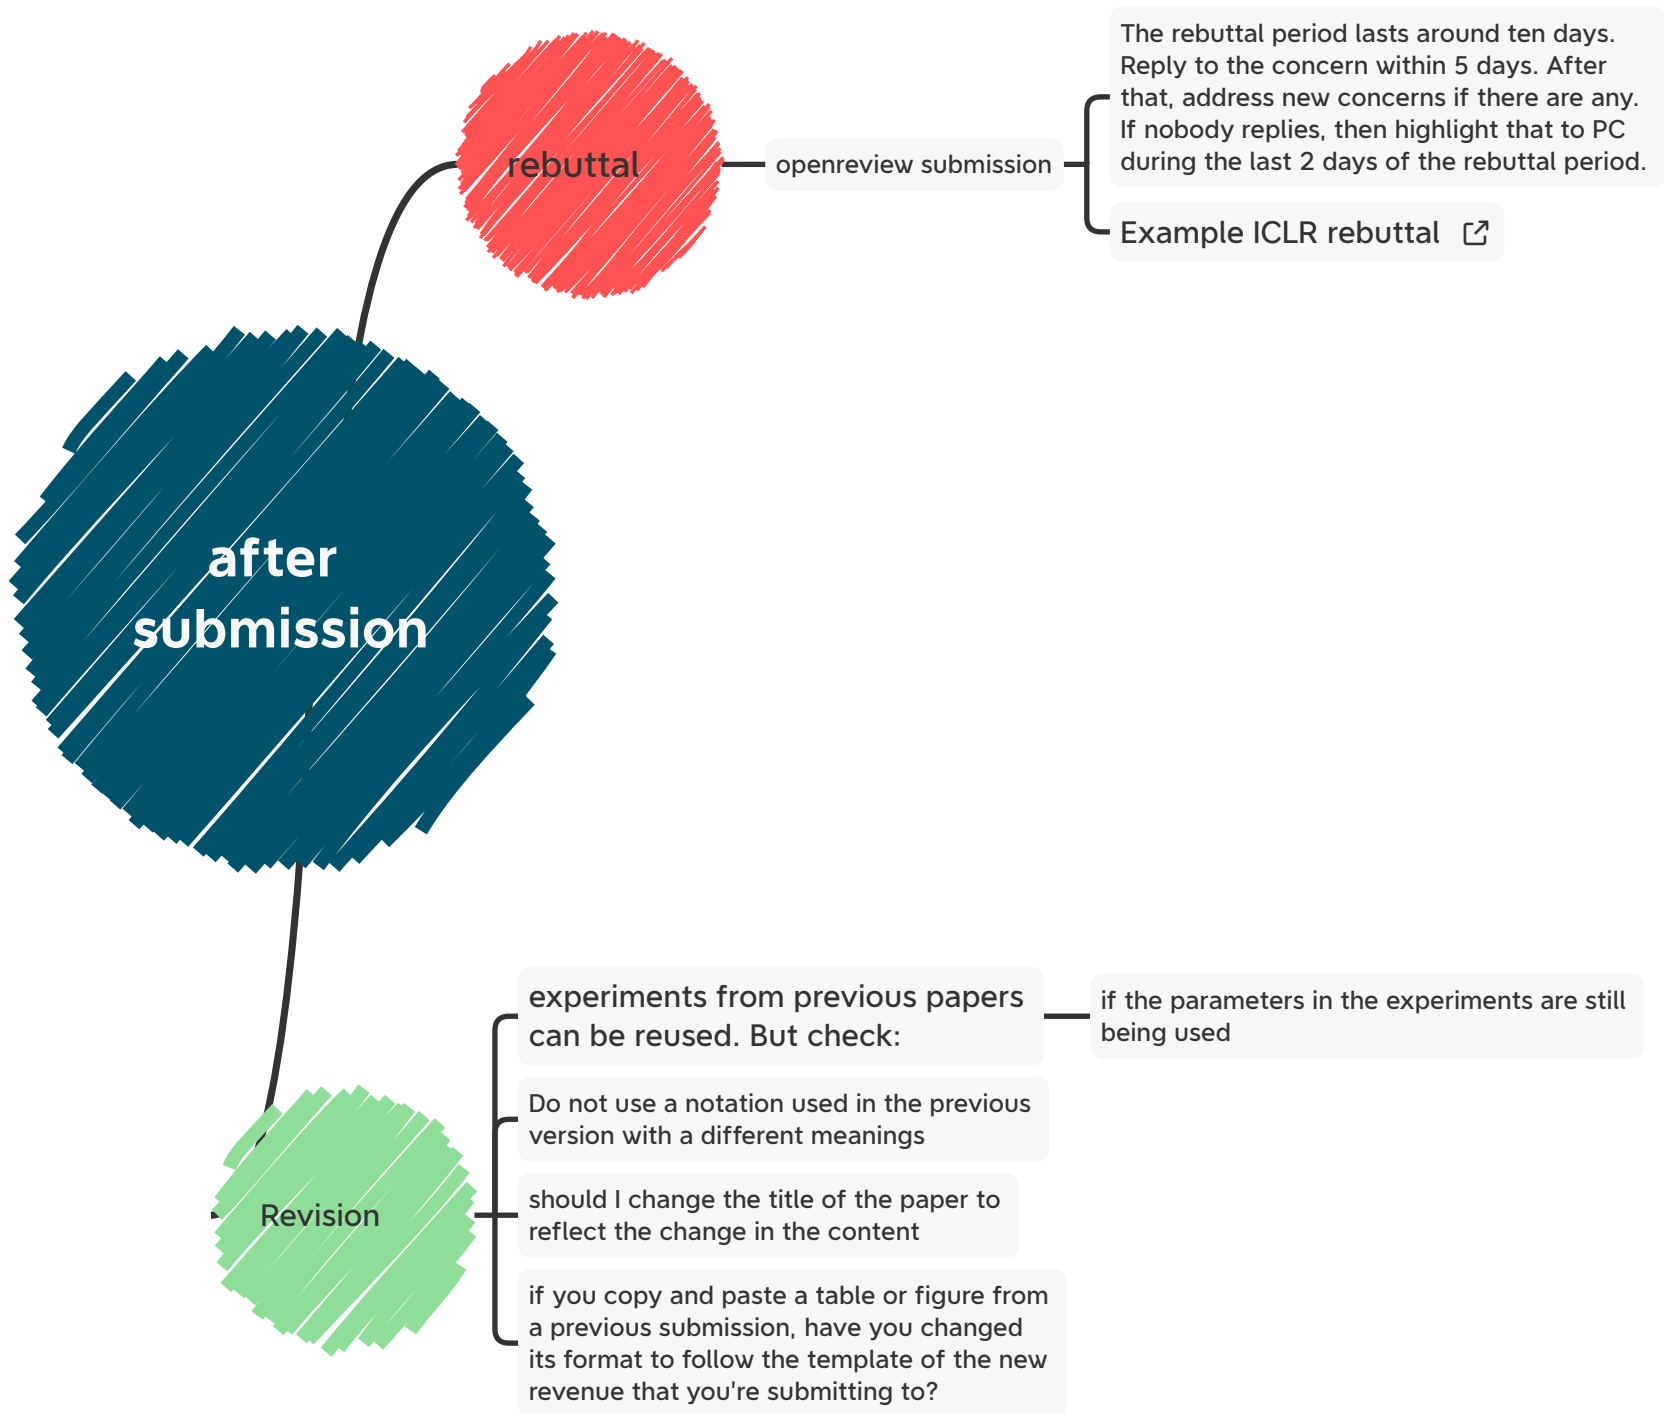 The rebuttal period lasts around ten days.
Reply to the concern within 5 days. After
that, address new concerns if there are any.
If nobody replies, then highlight that to PC
during the last 2 days of the rebuttal period.
rebuttal
openreview submission
Example ICLR rebuttal
after
submission
experiments from previous papers
can be reused. But check:
if the parameters in the experiments are still
being used
Do not use a notation used in the previous
version with a different meanings
should I change the title of the paper to
reflect the change in the content
Revision
if you copy and paste a table or figure from
a previous submission, have you changed
its format to follow the template of the new
revenue that you're submitting to?